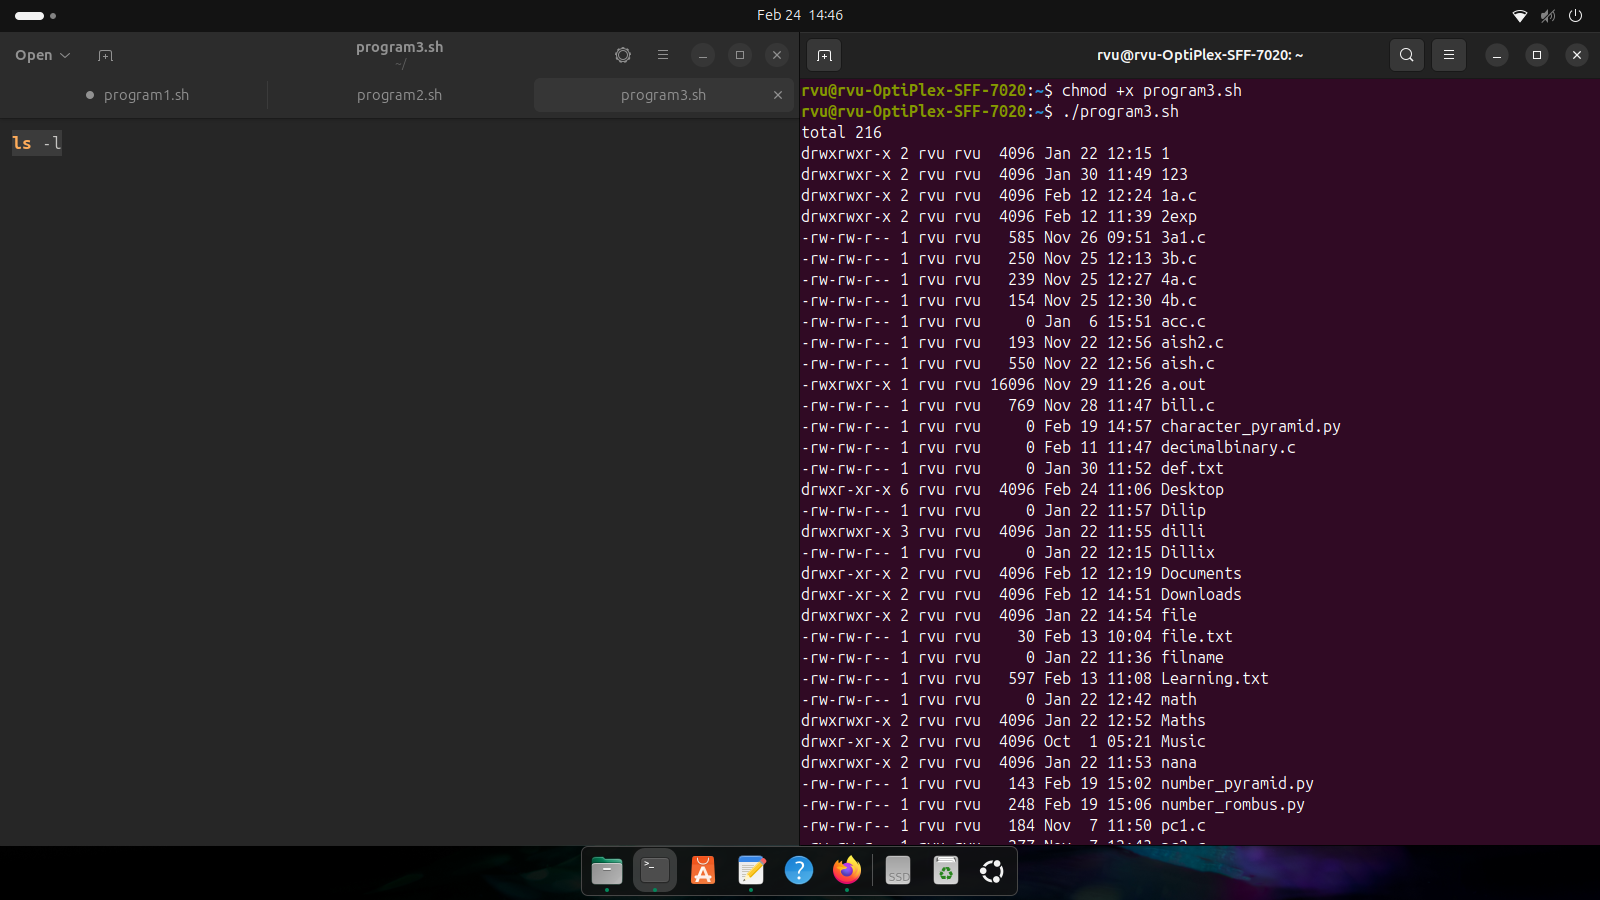 Feb 24 14:46
Open
program3.sh
~/
program1.sh
program2.sh
program3.sh
ls -l
rvu@rvu-OptiPlex-SFF-7020: ~
rvu@rvu-OptiPlex-SFF-7020:~$ chmod +x program3.sh
rvu@rvu-OptiPlex-SFF-7020:~$ ./program3.sh
total 216
drwxrwxr-x 2 rvu rvu  4096 Jan 22 12:15 1
drwxrwxr-x 2 rvu rvu  4096 Jan 30 11:49 123
drwxrwxr-x 2 rvu rvu  4096 Feb 12 12:24 1a.c
drwxrwxr-x 2 rvu rvu  4096 Feb 12 11:39 2exp
-rw-rw-r-- 1 rvu rvu   585 Nov 26 09:51 3a1.c
-rw-rw-r-- 1 rvu rvu   250 Nov 25 12:13 3b.c
-rw-rw-r-- 1 rvu rvu   239 Nov 25 12:27 4a.c
-rw-rw-r-- 1 rvu rvu   154 Nov 25 12:30 4b.c
-rw-rw-r-- 1 rvu rvu     0 Jan  6 15:51 acc.c
-rw-rw-r-- 1 rvu rvu   193 Nov 22 12:56 aish2.c
-rw-rw-r-- 1 rvu rvu   550 Nov 22 12:56 aish.c
-rwxrwxr-x 1 rvu rvu 16096 Nov 29 11:26 a.out
-rw-rw-r-- 1 rvu rvu   769 Nov 28 11:47 bill.c
-rw-rw-r-- 1 rvu rvu     0 Feb 19 14:57 character_pyramid.py
-rw-rw-r-- 1 rvu rvu     0 Feb 11 11:47 decimalbinary.c
-rw-rw-r-- 1 rvu rvu     0 Jan 30 11:52 def.txt
drwxr-xr-x 6 rvu rvu  4096 Feb 24 11:06 Desktop
-rw-rw-r-- 1 rvu rvu     0 Jan 22 11:57 Dilip
drwxrwxr-x 3 rvu rvu  4096 Jan 22 11:55 dilli
-rw-rw-r-- 1 rvu rvu     0 Jan 22 12:15 Dillix
drwxr-xr-x 2 rvu rvu  4096 Feb 12 12:19 Documents
drwxr-xr-x 2 rvu rvu  4096 Feb 12 14:51 Downloads
drwxrwxr-x 2 rvu rvu  4096 Jan 22 14:54 file
-rw-rw-r-- 1 rvu rvu    30 Feb 13 10:04 file.txt
-rw-rw-r-- 1 rvu rvu     0 Jan 22 11:36 filname
-rw-rw-r-- 1 rvu rvu   597 Feb 13 11:08 Learning.txt
-rw-rw-r-- 1 rvu rvu     0 Jan 22 12:42 math
drwxrwxr-x 2 rvu rvu  4096 Jan 22 12:52 Maths
drwxr-xr-x 2 rvu rvu  4096 Oct  1 05:21 Music
drwxrwxr-x 2 rvu rvu  4096 Jan 22 11:53 nana
-rw-rw-r-- 1 rvu rvu   143 Feb 19 15:02 number_pyramid.py
-rw-rw-r-- 1 rvu rvu   248 Feb 19 15:06 number_rombus.py
-rw-rw-r-- 1 rvu rvu   184 Nov  7 11:50 pc1.c
SSD